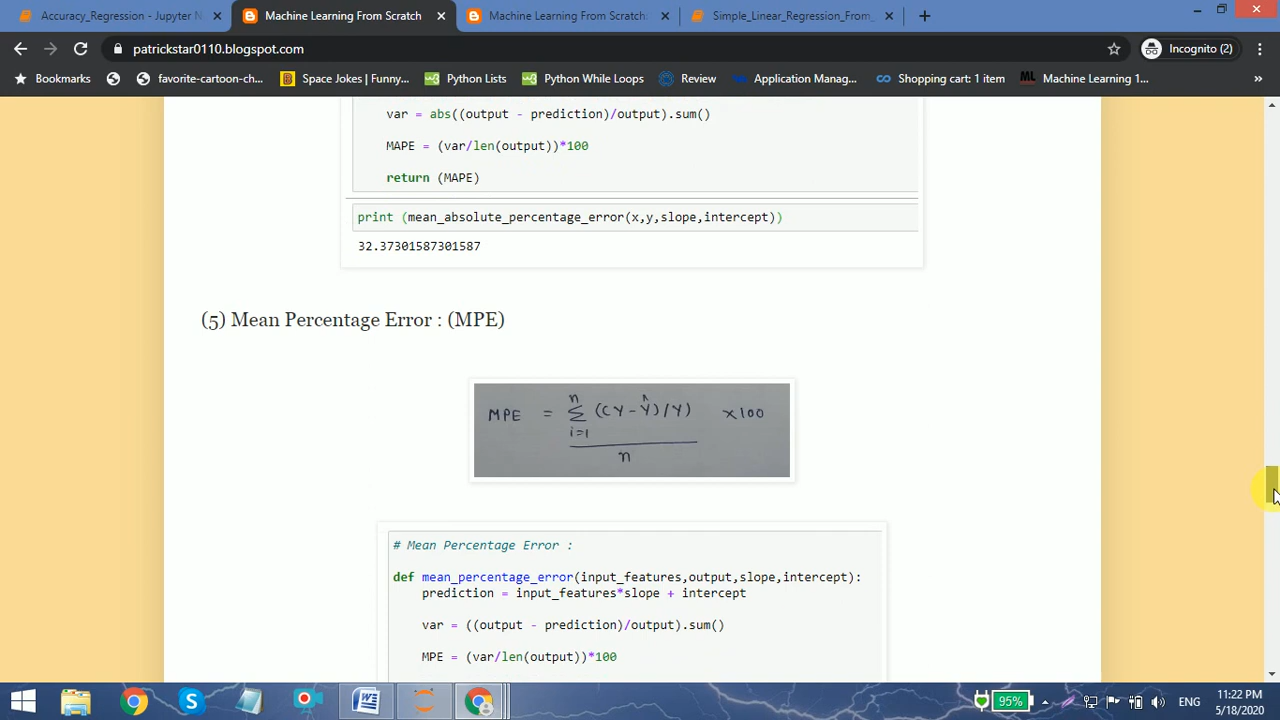 Accuracy_Regression - Jupyter N
Machine Learning From Scratch
Machine Learning From Scratch:
Simple_Linear_Regression_From_
patrickstar0110.blogspot.com
Incognito (2)
Bookmarks
favorite-cartoon-ch...
Space Jokes | Funny...
Python Lists
Python While Loops
Review
Application Manag...
Shopping cart: 1 item
ML
Machine Learning 1...
»
var = abs((output - prediction)/output).sum()
MAPE = (var/len(output))*100
return (MAPE)
print (mean_absolute_percentage_error(x,y,slope,intercept))
32.37301587301587
(5) Mean Percentage Error : (MPE)
MPE = n Σ i=1 ((Y-Ŷ)/Y) ×100
n
# Mean Percentage Error :
def mean_percentage_error(input_features,output,slope,intercept):
prediction = input_features*slope + intercept
var = ((output - prediction)/output).sum()
MPE = (var/len(output))*100
95%
ENG
11:22 PM
5/18/2020